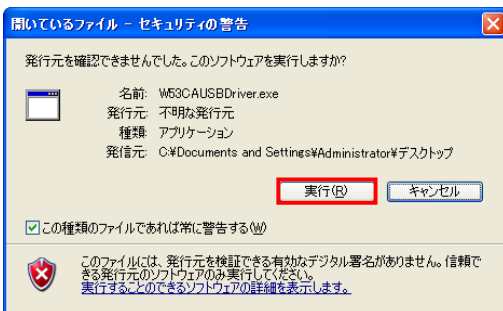 開いているファイル - セキュリティの警告
発行元を確認できませんでした。このソフトウェアを実行しますか?
名前: W53CAUSBDriver.exe
発行元: 不明な発行元
種類: アプリケーション
発信元: C:¥Documents and Settings¥Administrator¥デスクトップ
実行(R) キャンセル
この種類のファイルであれば常に警告する(W)
このファイルには、発行元を検証できる有効なデジタル署名がありません。信頼で
きる発行元のソフトウェアのみ実行してください。
実行することのできるソフトウェアの詳細を表示します。